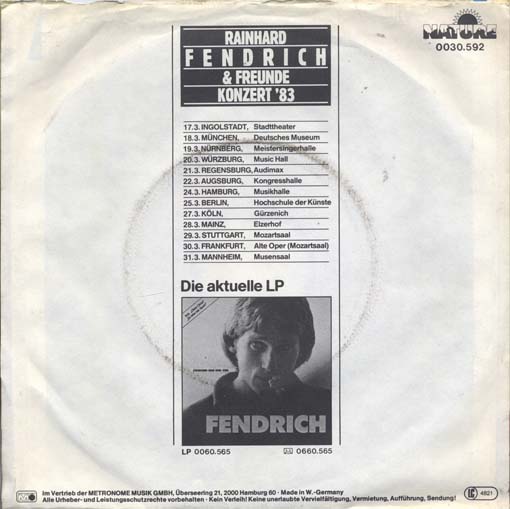 NATURE
0030.592
RAINHARD
FENDRICH
& FREUNDE
KONZERT '83
17.3. INGOLSTADT, Stadttheater
18.3. MÜNCHEN, Deutsches Museum
19.3. NÜRNBERG, Meistersingerhalle
20.3. WÜRZBURG, Music Hall
21.3. REGENSBURG, Audimax
22.3. AUGSBURG, Kongresshalle
24.3. HAMBURG, Musikhalle
25.3. BERLIN, Hochschule der Künste
27.3. KÖLN, Gürzenich
28.3. MAINZ, Elzerhof
29.3. STUTTGART, Mozartsaal
30.3. FRANKFURT, Alte Oper (Mozartsaal)
31.3. MANNHEIM, Musensaal
Die aktuelle LP
FENDRICH
LP 0060.565 0660.565
Im Vertrieb der METRONOME MUSIK GMBH, Überseering 21, 2000 Hamburg 60 · Made in W.-Germany
Alle Urheber- und Leistungsschutzrechte vorbehalten · Kein Verleih! Keine unerlaubte Vervielfältigung, Vermietung, Aufführung, Sendung!
LC 4821